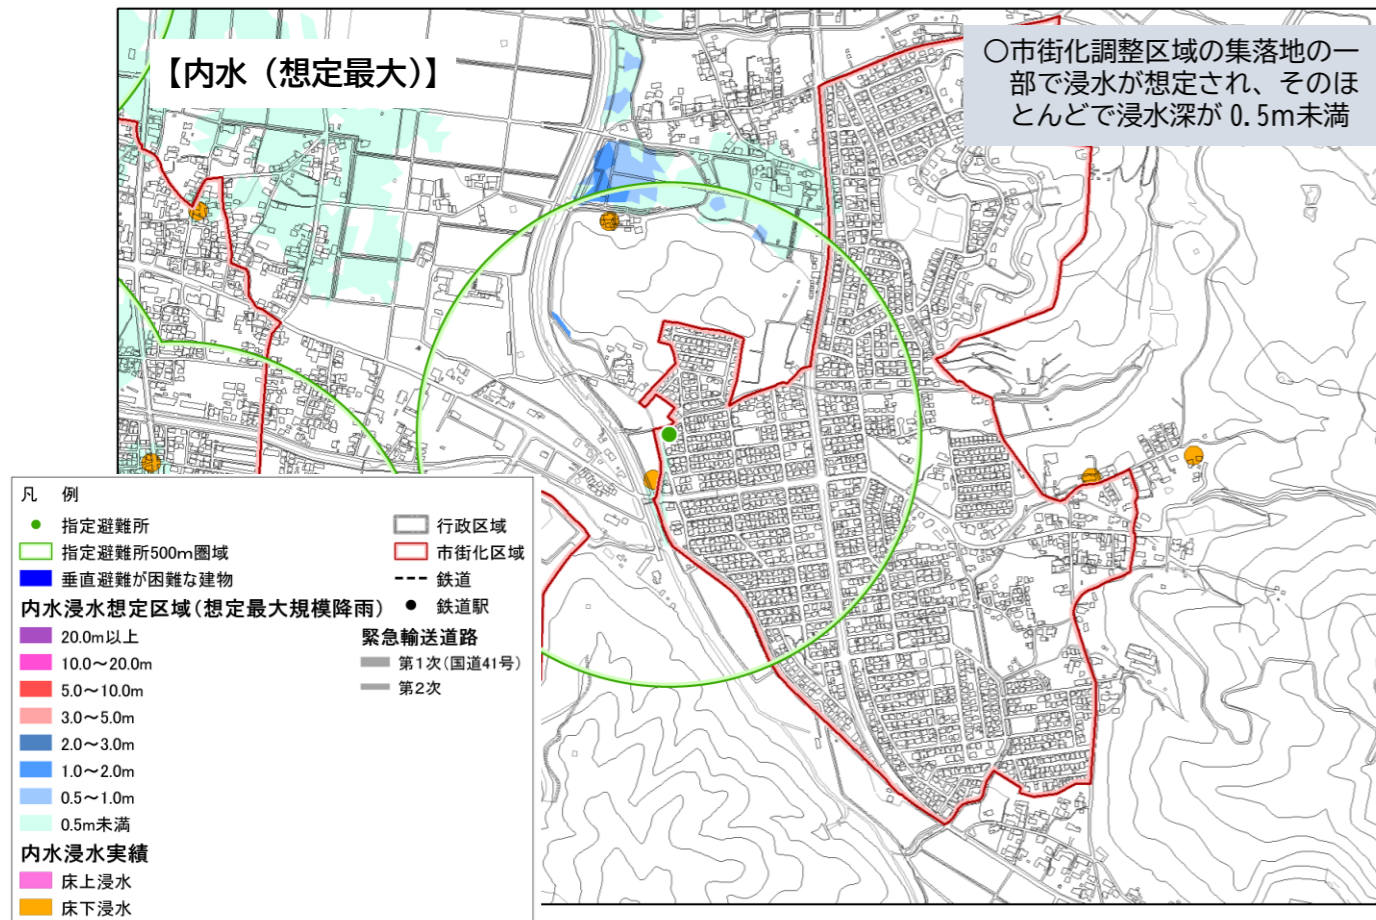 【内水（想定最大）】
○市街化調整区域の集落地の一
部で浸水が想定され、そのほ
とんどで浸水深が 0.5m未満
凡　例
指定避難所
指定避難所500m圏域
垂直避難が困難な建物
内水浸水想定区域(想定最大規模降雨)
20.0m以上
10.0～20.0m
5.0～10.0m
3.0～5.0m
2.0～3.0m
1.0～2.0m
0.5～1.0m
0.5m未満
内水浸水実績
床上浸水
床下浸水
行政区域
市街化区域
鉄道
鉄道駅
緊急輸送道路
第1次(国道41号)
第2次